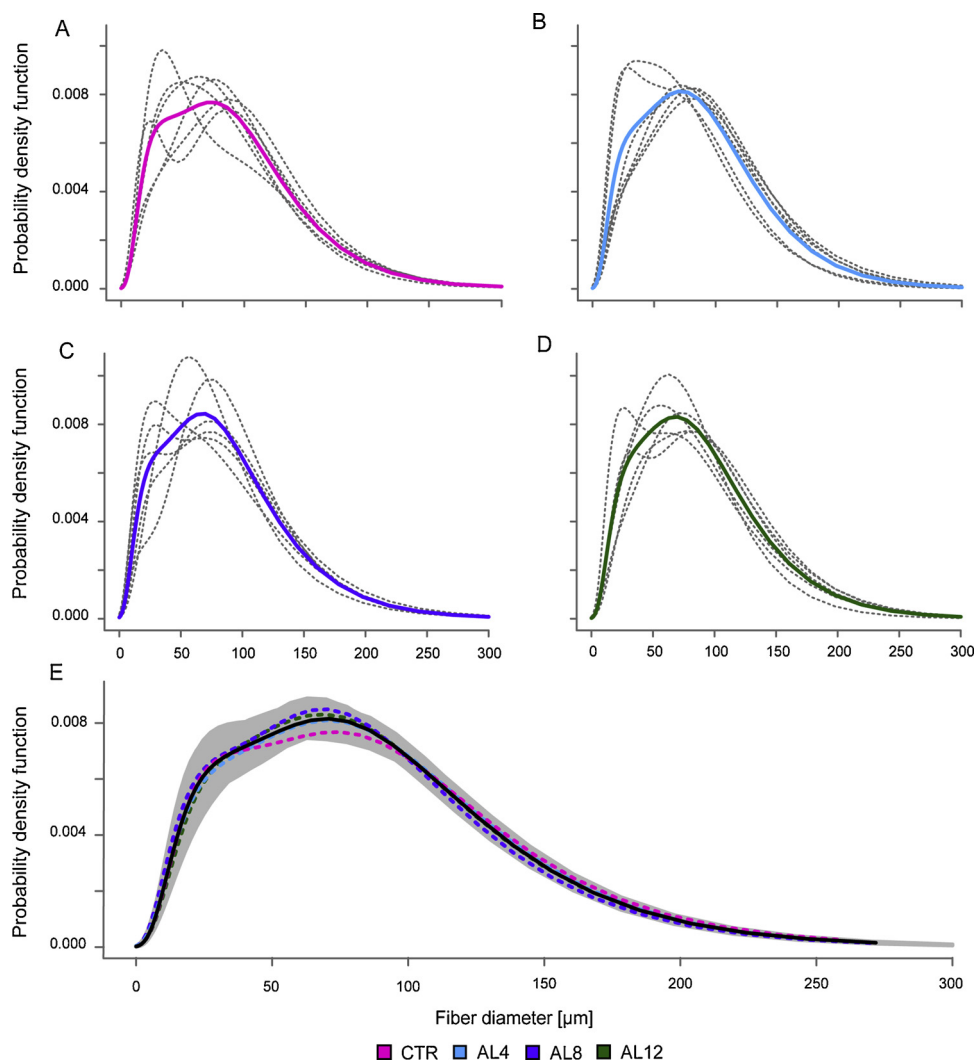 A
B
Probability density function
0.008
0.004
0.000
C
D
Probability density function
0.008
0.004
0.000
0 50 100 150 200 250 300
0 50 100 150 200 250 300
E
Probability density function
0.008
0.004
0.000
0 50 100 150 200 250 300
Fiber diameter [µm]
CTR AL4 AL8 AL12